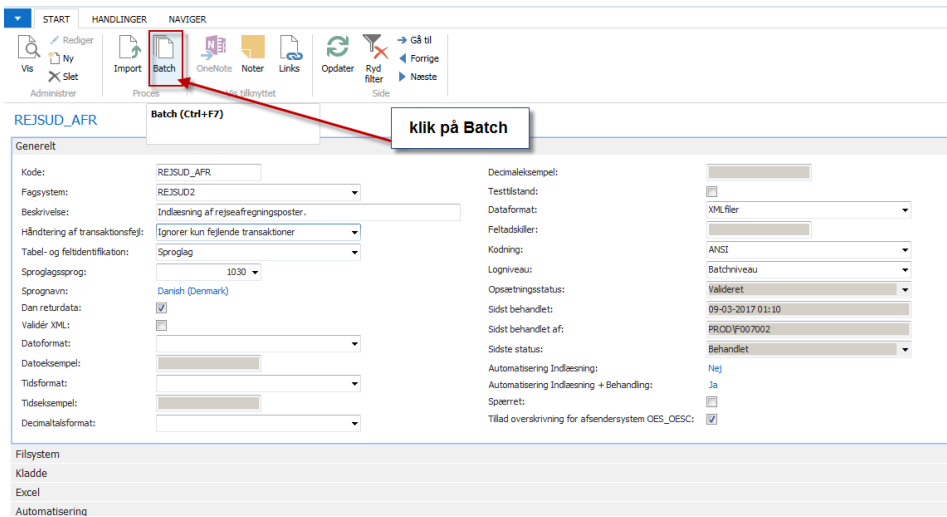 START HANDLINGER NAVIGER
Vis
Rediger
Ny
Slet
Administrer
Import
Batch
Proces
OneNote
Noter
Links
Vis tilknyttet
Opdater
Ryd filter
Gå til
Forrige
Næste
Side
REJSUD_AFR
Batch (Ctrl+F7)
klik på Batch
Generelt
Kode: REJSUD_AFR
Fagsystem: REJSUD2
Beskrivelse: Indlæsning af rejseafregningsposter.
Håndtering af transaktionsfejl: Ignorer kun fejlende transaktioner
Tabel- og feltidentifikation: Sproglag
Sproglagssprog: 1030
Sprognavn: Danish (Denmark)
Dan returdata:
Validér XML:
Datoformat:
Datoeksempel:
Tidsformat:
Tidseksempel:
Decimaltalsformat:
Decimaleksempel:
Testtilstand:
Dataformat: XMLfiler
Feltadskiller:
Kodning: ANSI
Logniveau: Batchniveau
Opsætningsstatus: Valideret
Sidst behandlet: 09-03-2017 01:10
Sidst behandlet af: PROD\F007002
Sidste status: Behandlet
Automatisering Indlæsning: Nej
Automatisering Indlæsning + Behandling: Ja
Spærret:
Tillad overskrivning for afsendersystem OES_OESC:
Filsystem
Kladde
Excel
Automatisering